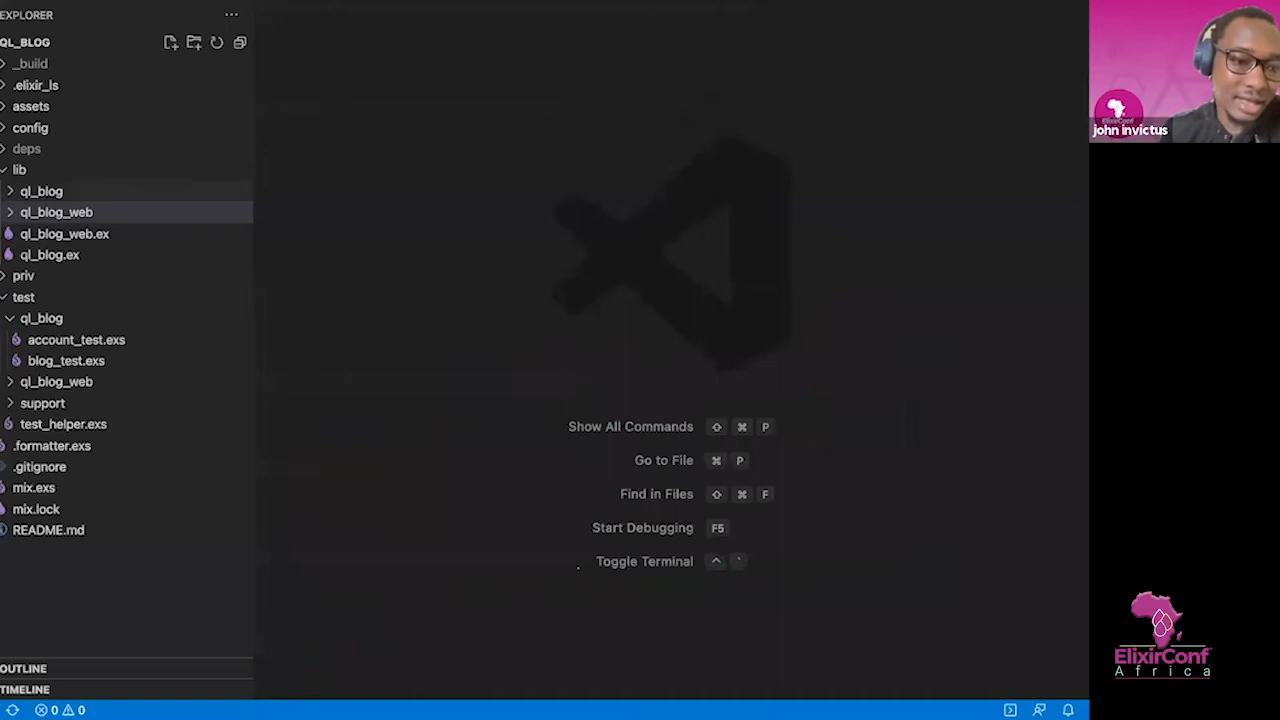 EXPLORER
QL_BLOG
_build
.elixir_ls
assets
config
deps
lib
ql_blog
ql_blog_web
ql_blog_web.ex
ql_blog.ex
priv
test
ql_blog
account_test.exs
blog_test.exs
ql_blog_web
support
test_helper.exs
.formatter.exs
.gitignore
mix.exs
mix.lock
README.md
OUTLINE
TIMELINE
0 0
Show All Commands ⇧ ⌘ P
Go to File ⌘ P
Find in Files ⇧ ⌘ F
Start Debugging F5
Toggle Terminal ^ `
john invictus
ElixirConf
Africa